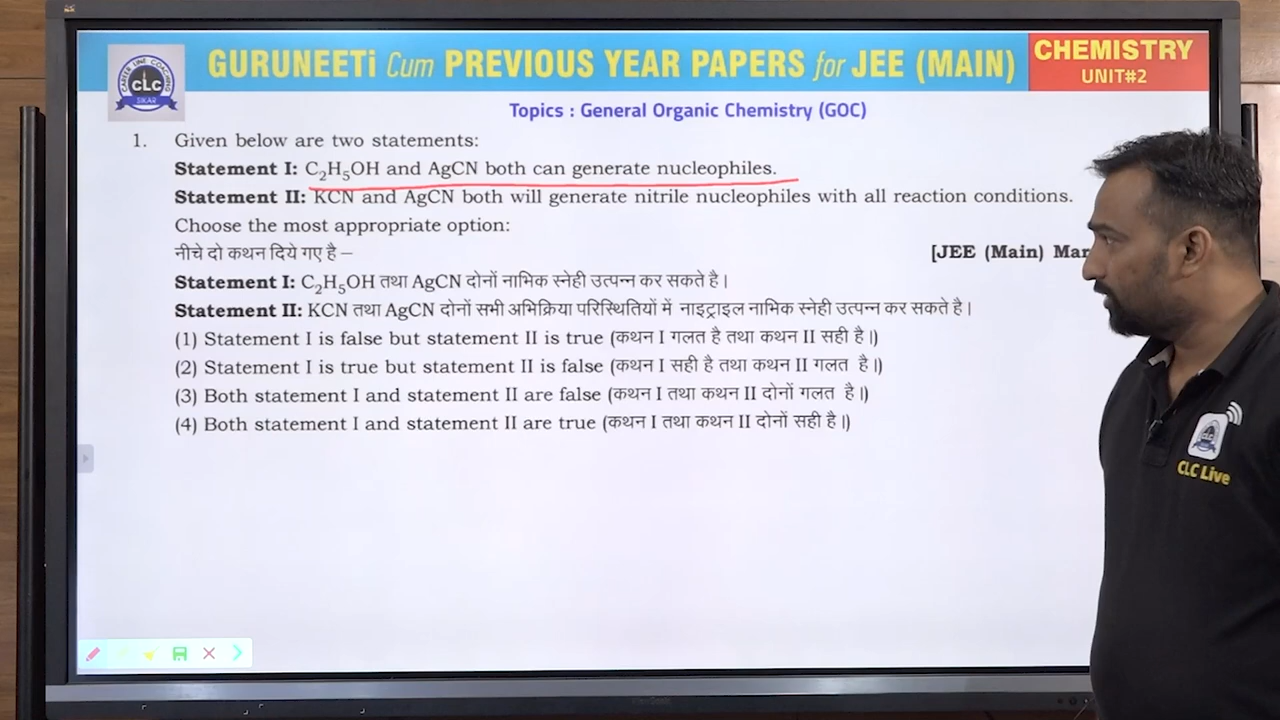 GURUNEETi Cum PREVIOUS YEAR PAPERS for JEE (MAIN)
CHEMISTRY
UNIT#2
CAREER LINE COACHING
CLC
SIKAR
Topics : General Organic Chemistry (GOC)
1. Given below are two statements:
Statement I: C₂H₅OH and AgCN both can generate nucleophiles.
Statement II: KCN and AgCN both will generate nitrile nucleophiles with all reaction conditions.
Choose the most appropriate option:
नीचे दो कथन दिये गए है –
[JEE (Main) Mar
Statement I: C₂H₅OH तथा AgCN दोनों नाभिक स्नेही उत्पन्न कर सकते है।
Statement II: KCN तथा AgCN दोनों सभी अभिक्रिया परिस्थितियों में नाइट्राइल नाभिक स्नेही उत्पन्न कर सकते है।
(1) Statement I is false but statement II is true (कथन I गलत है तथा कथन II सही है।)
(2) Statement I is true but statement II is false (कथन I सही है तथा कथन II गलत है।)
(3) Both statement I and statement II are false (कथन I तथा कथन II दोनों गलत है।)
(4) Both statement I and statement II are true (कथन I तथा कथन II दोनों सही है।)
CLC Live